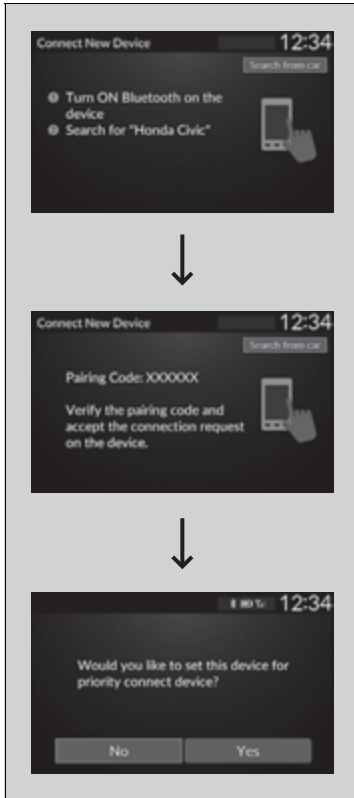 Connect New Device 12:34
Search from car
❶ Turn ON Bluetooth on the
device
❷ Search for "Honda Civic"
Connect New Device 12:34
Search from car
Pairing Code: XXXXXX
Verify the pairing code and
accept the connection request
on the device.
12:34
Would you like to set this device for
priority connect device?
No Yes